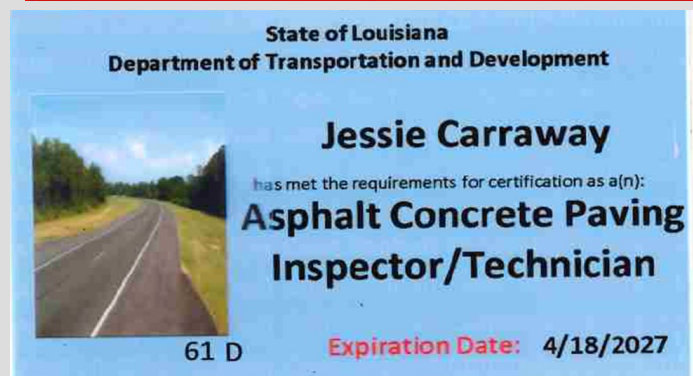 State of Louisiana
Department of Transportation and Development
Jessie Carraway
has met the requirements for certification as a(n):
Asphalt Concrete Paving
Inspector/Technician
61 D
Expiration Date: 4/18/2027